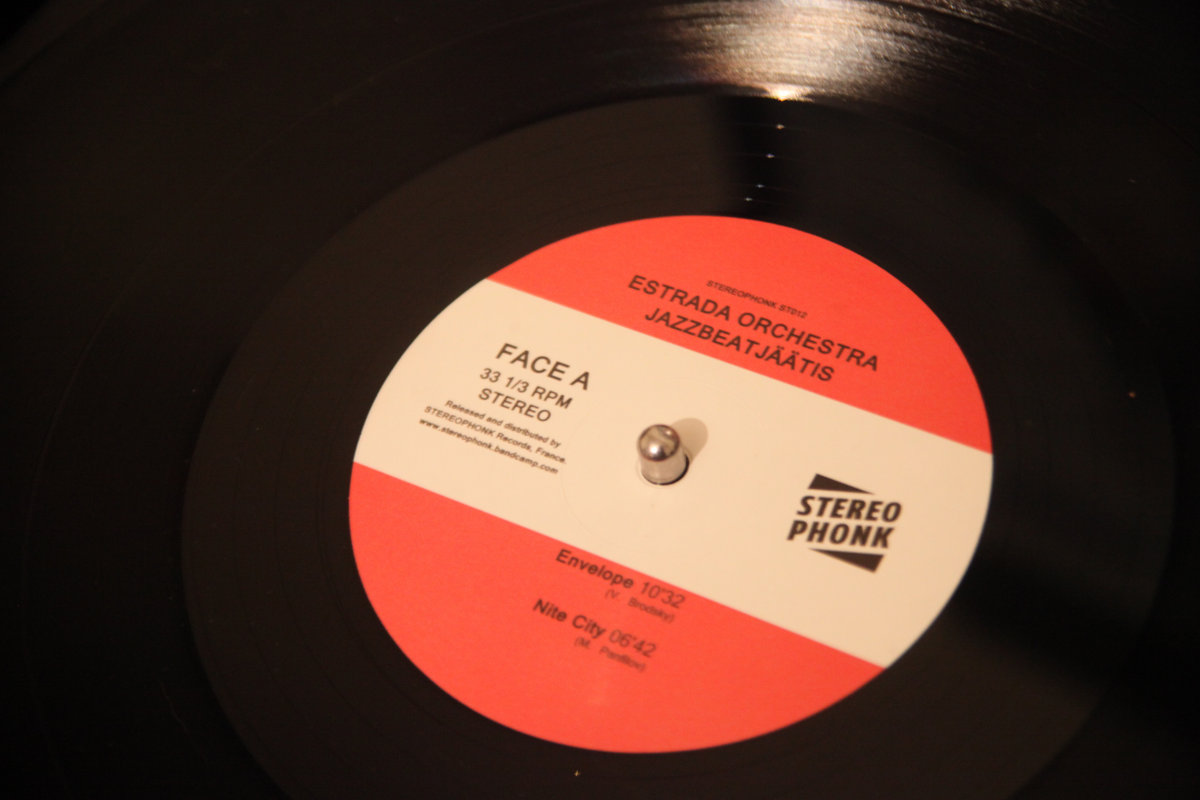 STEREOPHONK ST012
ESTRADA ORCHESTRA
JAZZBEATJÄÄTIS
FACE A
33 1/3 RPM
STEREO
Released and distributed by
STEREOPHONK Records, France.
www.stereophonk.bandcamp.com
STEREO
PHONK
Envelope 10'32
(V. Brodsky)
Nite City 06'42
(M. Panfilov)